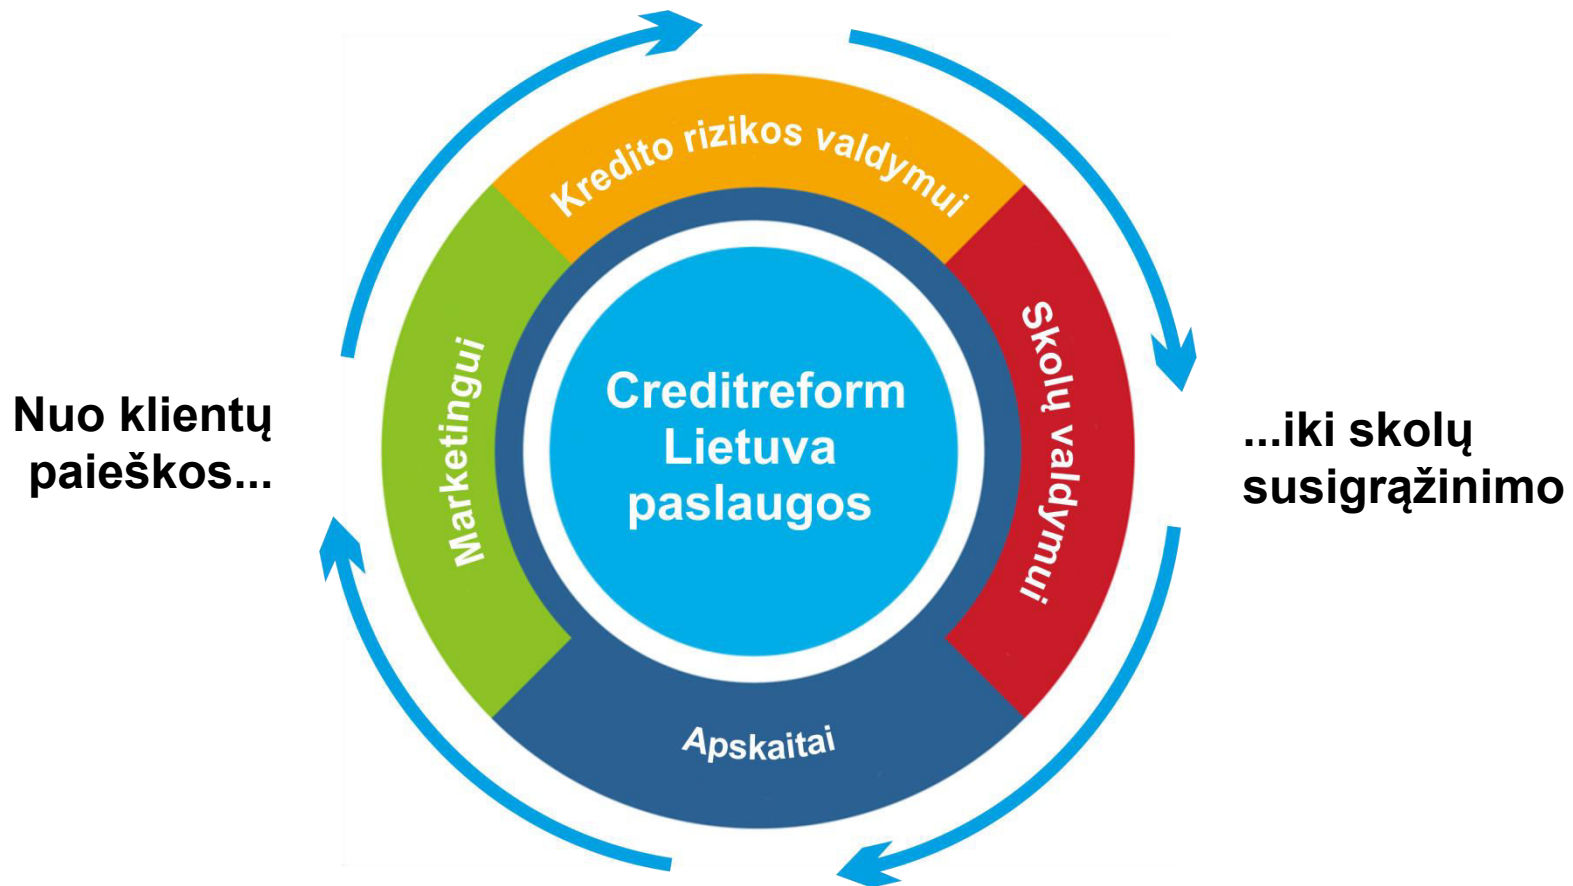 Kredito rizikos valdymui
Marketingui
Skolų valdymui
Apskaitai
Creditreform
Lietuva
paslaugos
Nuo klientų
paieškos...
...iki skolų
susigrąžinimo